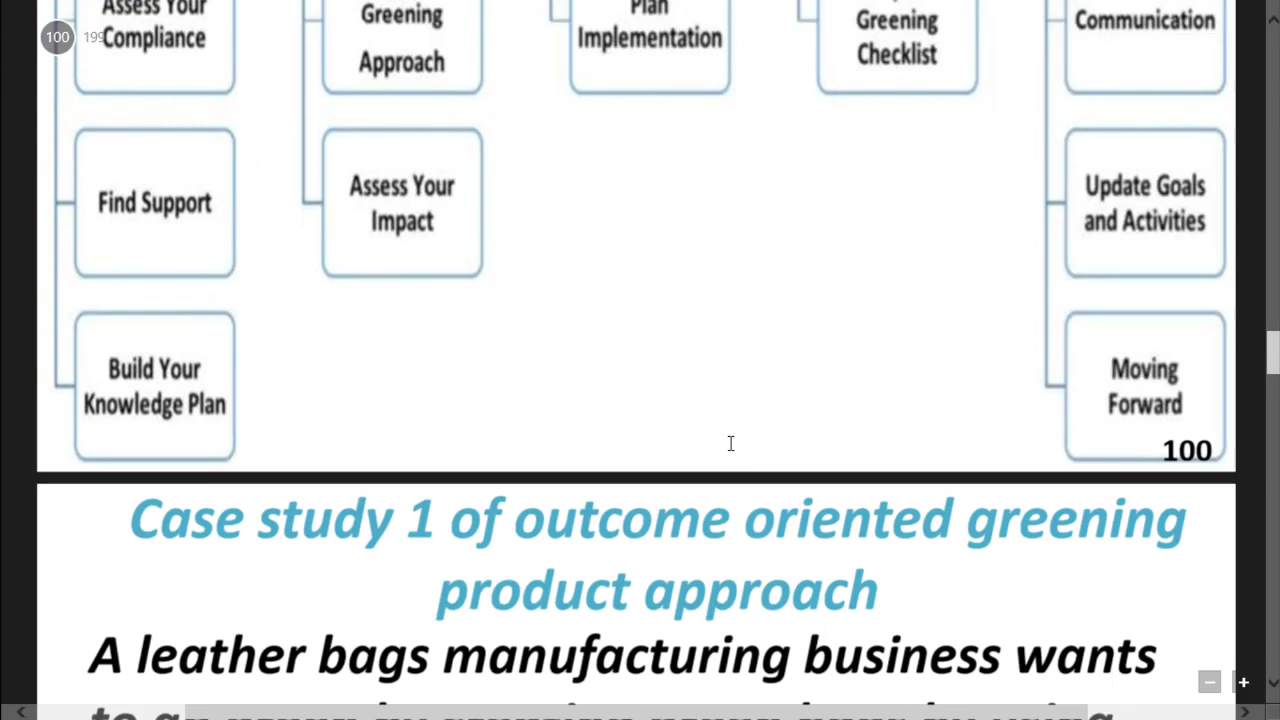 Assess Your
Compliance
Greening
Approach
Plan
Implementation
Greening
Checklist
Communication
100 199
Find Support
Assess Your
Impact
Update Goals
and Activities
Build Your
Knowledge Plan
Moving
Forward
100
Case study 1 of outcome oriented greening
product approach
A leather bags manufacturing business wants